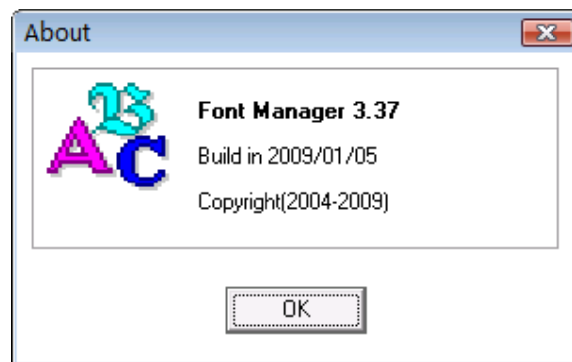 About
Font Manager 3.37
Build in 2009/01/05
Copyright(2004-2009)
OK